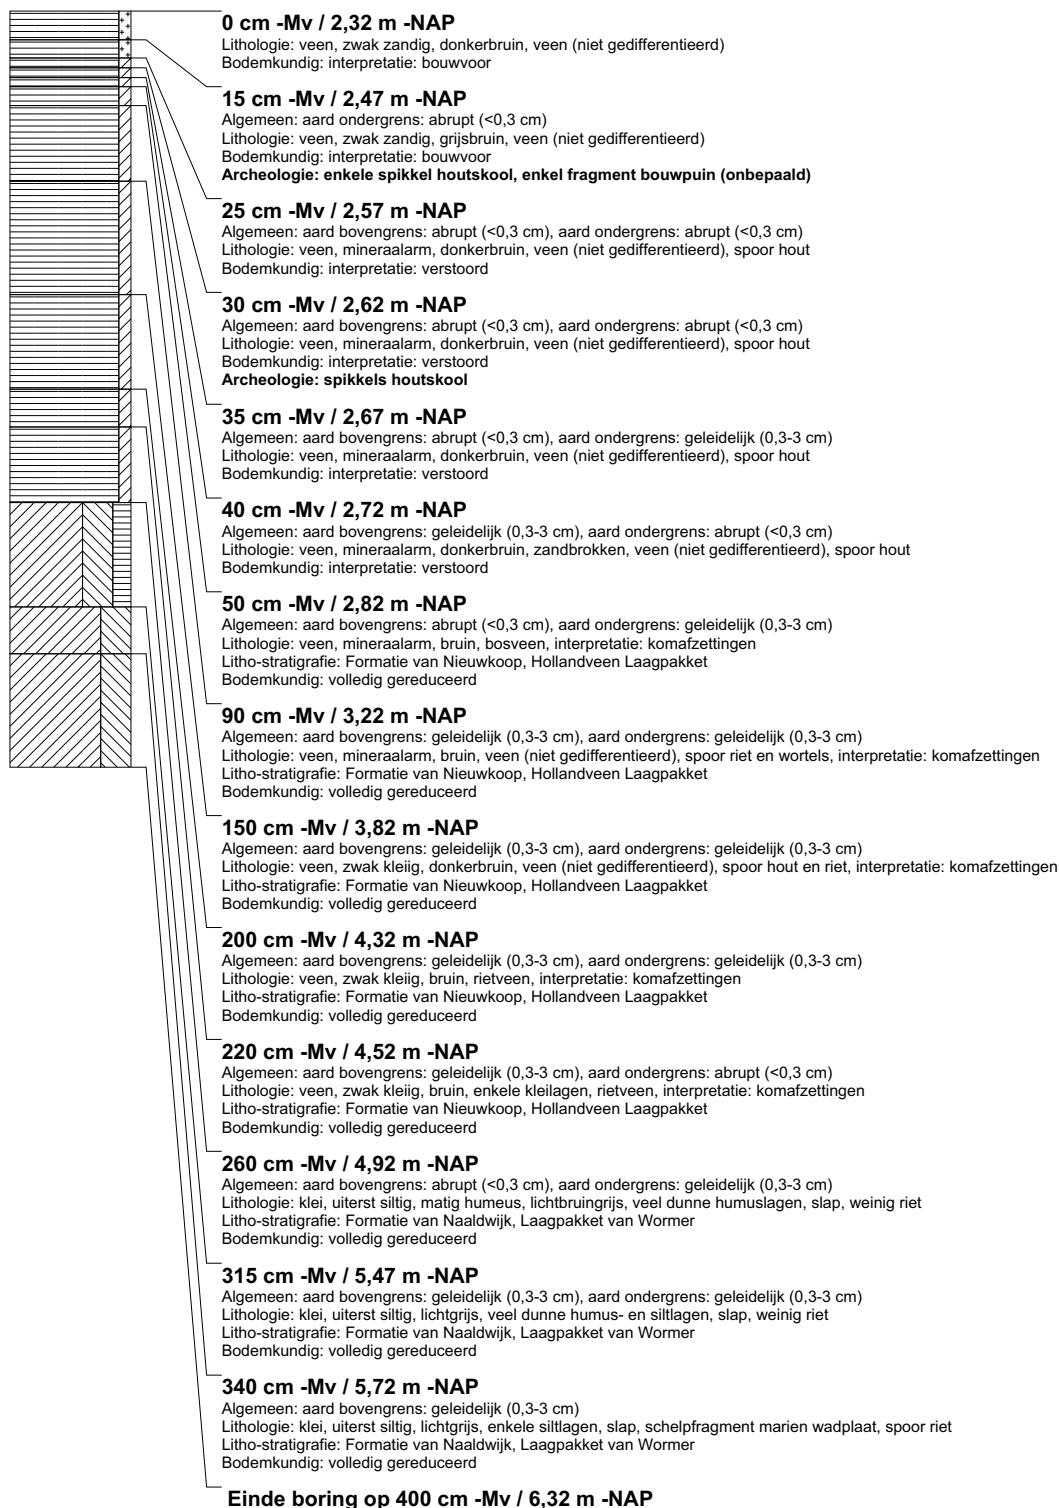 0 cm -Mv / 2,32 m -NAP
Lithologie: veen, zwak zandig, donkerbruin, veen (niet gedifferentieerd)
Bodemkundig: interpretatie: bouwvoor
15 cm -Mv / 2,47 m -NAP
Algemeen: aard ondergrens: abrupt (<0,3 cm)
Lithologie: veen, zwak zandig, grijsbruin, veen (niet gedifferentieerd)
Bodemkundig: interpretatie: bouwvoor
Archeologie: enkele spikkel houtskool, enkel fragment bouwpuin (onbepaald)
25 cm -Mv / 2,57 m -NAP
Algemeen: aard bovengrens: abrupt (<0,3 cm), aard ondergrens: abrupt (<0,3 cm)
Lithologie: veen, mineraalarm, donkerbruin, veen (niet gedifferentieerd), spoor hout
Bodemkundig: interpretatie: verstoord
30 cm -Mv / 2,62 m -NAP
Algemeen: aard bovengrens: abrupt (<0,3 cm), aard ondergrens: abrupt (<0,3 cm)
Lithologie: veen, mineraalarm, donkerbruin, veen (niet gedifferentieerd), spoor hout
Bodemkundig: interpretatie: verstoord
Archeologie: spikkels houtskool
35 cm -Mv / 2,67 m -NAP
Algemeen: aard bovengrens: abrupt (<0,3 cm), aard ondergrens: geleidelijk (0,3-3 cm)
Lithologie: veen, mineraalarm, donkerbruin, veen (niet gedifferentieerd), spoor hout
Bodemkundig: interpretatie: verstoord
40 cm -Mv / 2,72 m -NAP
Algemeen: aard bovengrens: geleidelijk (0,3-3 cm), aard ondergrens: abrupt (<0,3 cm)
Lithologie: veen, mineraalarm, donkerbruin, zandbrokken, veen (niet gedifferentieerd), spoor hout
Bodemkundig: interpretatie: verstoord
50 cm -Mv / 2,82 m -NAP
Algemeen: aard bovengrens: abrupt (<0,3 cm), aard ondergrens: geleidelijk (0,3-3 cm)
Lithologie: veen, mineraalarm, bruin, bosveen, interpretatie: komafzettingen
Litho-stratigrafie: Formatie van Nieuwkoop, Hollandveen Laagpakket
Bodemkundig: volledig gereduceerd
90 cm -Mv / 3,22 m -NAP
Algemeen: aard bovengrens: geleidelijk (0,3-3 cm), aard ondergrens: geleidelijk (0,3-3 cm)
Lithologie: veen, mineraalarm, bruin, veen (niet gedifferentieerd), spoor riet en wortels, interpretatie: komafzettingen
Litho-stratigrafie: Formatie van Nieuwkoop, Hollandveen Laagpakket
Bodemkundig: volledig gereduceerd
150 cm -Mv / 3,82 m -NAP
Algemeen: aard bovengrens: geleidelijk (0,3-3 cm), aard ondergrens: geleidelijk (0,3-3 cm)
Lithologie: veen, zwak kleiig, donkerbruin, veen (niet gedifferentieerd), spoor hout en riet, interpretatie: komafzettingen
Litho-stratigrafie: Formatie van Nieuwkoop, Hollandveen Laagpakket
Bodemkundig: volledig gereduceerd
200 cm -Mv / 4,32 m -NAP
Algemeen: aard bovengrens: geleidelijk (0,3-3 cm), aard ondergrens: geleidelijk (0,3-3 cm)
Lithologie: veen, zwak kleiig, bruin, rietveen, interpretatie: komafzettingen
Litho-stratigrafie: Formatie van Nieuwkoop, Hollandveen Laagpakket
Bodemkundig: volledig gereduceerd
220 cm -Mv / 4,52 m -NAP
Algemeen: aard bovengrens: geleidelijk (0,3-3 cm), aard ondergrens: abrupt (<0,3 cm)
Lithologie: veen, zwak kleiig, bruin, enkele kleilagen, rietveen, interpretatie: komafzettingen
Litho-stratigrafie: Formatie van Nieuwkoop, Hollandveen Laagpakket
Bodemkundig: volledig gereduceerd
260 cm -Mv / 4,92 m -NAP
Algemeen: aard bovengrens: abrupt (<0,3 cm), aard ondergrens: geleidelijk (0,3-3 cm)
Lithologie: klei, uiterst siltig, matig humeus, lichtbruingrijs, veel dunne humuslagen, slap, weinig riet
Litho-stratigrafie: Formatie van Naaldwijk, Laagpakket van Wormer
Bodemkundig: volledig gereduceerd
315 cm -Mv / 5,47 m -NAP
Algemeen: aard bovengrens: geleidelijk (0,3-3 cm), aard ondergrens: geleidelijk (0,3-3 cm)
Lithologie: klei, uiterst siltig, lichtgrijs, veel dunne humus- en siltlagen, slap, weinig riet
Litho-stratigrafie: Formatie van Naaldwijk, Laagpakket van Wormer
Bodemkundig: volledig gereduceerd
340 cm -Mv / 5,72 m -NAP
Algemeen: aard bovengrens: geleidelijk (0,3-3 cm)
Lithologie: klei, uiterst siltig, lichtgrijs, enkele siltlagen, slap, schelpfragment marien wadplaat, spoor riet
Litho-stratigrafie: Formatie van Naaldwijk, Laagpakket van Wormer
Bodemkundig: volledig gereduceerd
Einde boring op 400 cm -Mv / 6,32 m -NAP